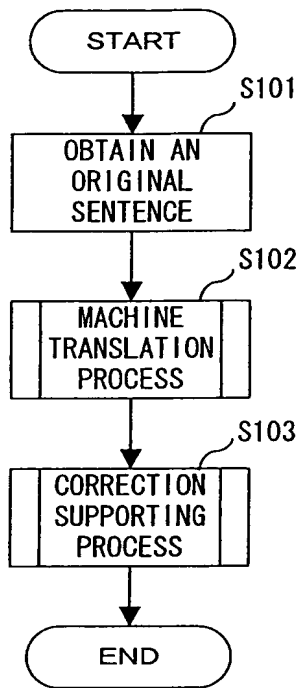 START
S101
OBTAIN AN
ORIGINAL
SENTENCE
S102
MACHINE
TRANSLATION
PROCESS
S103
CORRECTION
SUPPORTING
PROCESS
END